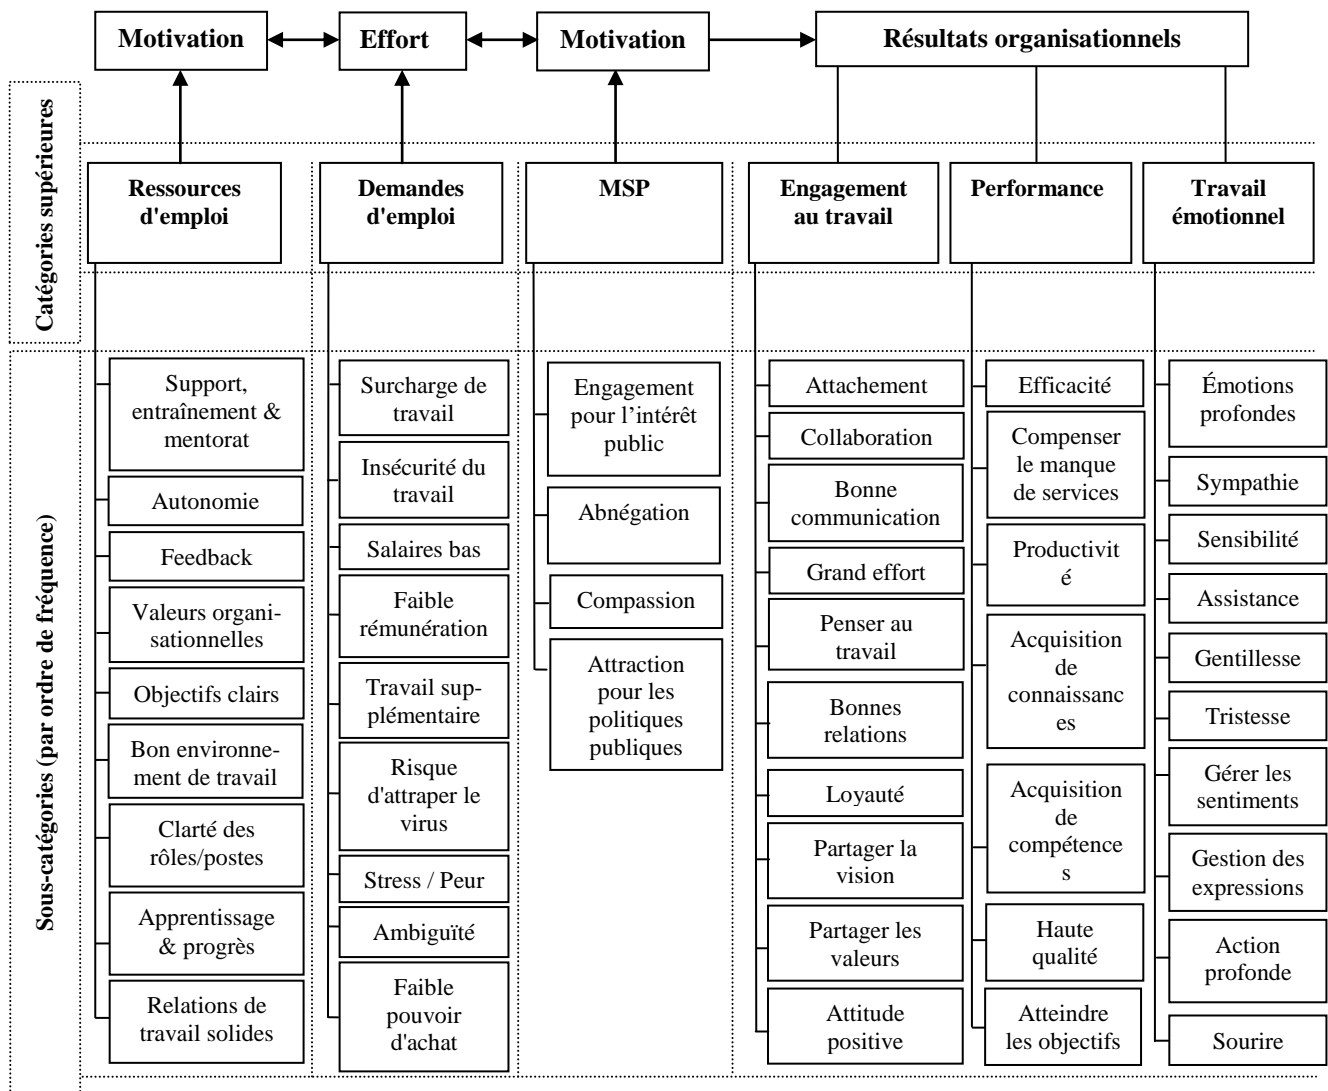 Motivation
Effort
Motivation
Résultats organisationnels
Catégories supérieures
Ressources
d'emploi
Demandes
d'emploi
MSP
Engagement
au travail
Performance
Travail
émotionnel
Sous-catégories (par ordre de fréquence)
Support,
entraînement &
mentorat
Autonomie
Feedback
Valeurs organi-
sationnelles
Objectifs clairs
Bon environne-
ment de travail
Clarté des
rôles/postes
Apprentissage
& progrès
Relations de
travail solides
Surcharge de
travail
Insécurité du
travail
Salaires bas
Faible
rémunération
Travail sup-
plémentaire
Risque
d'attraper le
virus
Stress / Peur
Ambiguïté
Faible
pouvoir
d'achat
Engagement
pour l’intérêt
public
Abnégation
Compassion
Attraction
pour les
politiques
publiques
Attachement
Collaboration
Bonne
communication
Grand effort
Penser au
travail
Bonnes
relations
Loyauté
Partager la
vision
Partager les
valeurs
Attitude
positive
Efficacité
Compenser
le manque
de services
Productivit
é
Acquisition
de
connaissanc
es
Acquisition
de
compétence
s
Haute
qualité
Atteindre
les objectifs
Émotions
profondes
Sympathie
Sensibilité
Assistance
Gentillesse
Tristesse
Gérer les
sentiments
Gestion des
expressions
Action
profonde
Sourire